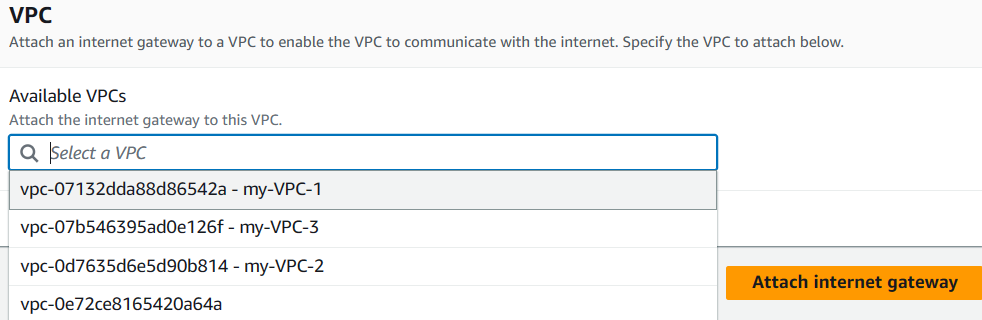 VPC
Attach an internet gateway to a VPC to enable the VPC to communicate with the internet. Specify the VPC to attach below.
Available VPCs
Attach the internet gateway to this VPC.
Select a VPC
vpc-07132dda88d86542a - my-VPC-1
vpc-07b546395ad0e126f - my-VPC-3
vpc-0d7635d6e5d90b814 - my-VPC-2
Attach internet gateway
vpc-0e72ce8165420a64a